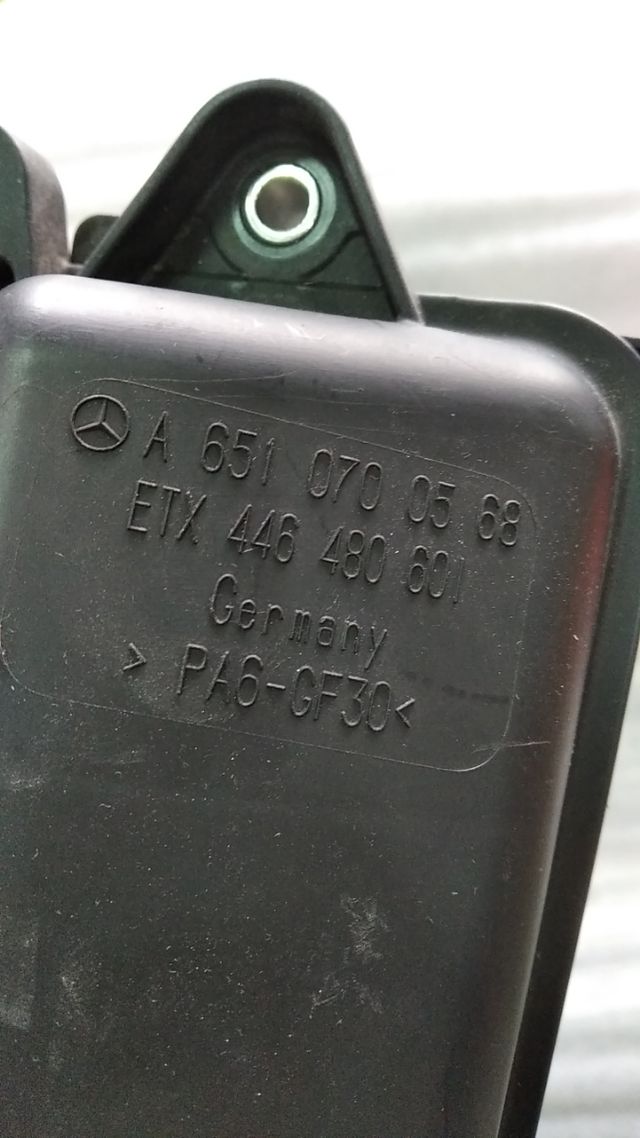 A 651 070 05 68
ETX 446 480 601
Germany
> PA6-GF30<